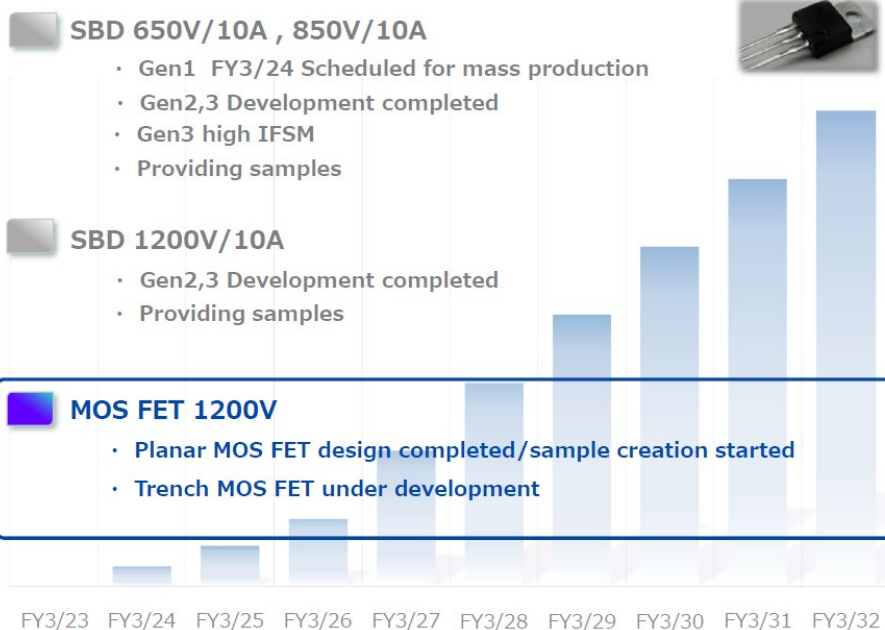 SBD 650V/10A , 850V/10A
・ Gen1 FY3/24 Scheduled for mass production
・ Gen2,3 Development completed
・ Gen3 high IFSM
・ Providing samples
SBD 1200V/10A
・ Gen2,3 Development completed
・ Providing samples
MOS FET 1200V
・ Planar MOS FET design completed/sample creation started
・ Trench MOS FET under development
FY3/23 FY3/24 FY3/25 FY3/26 FY3/27 FY3/28 FY3/29 FY3/30 FY3/31 FY3/32